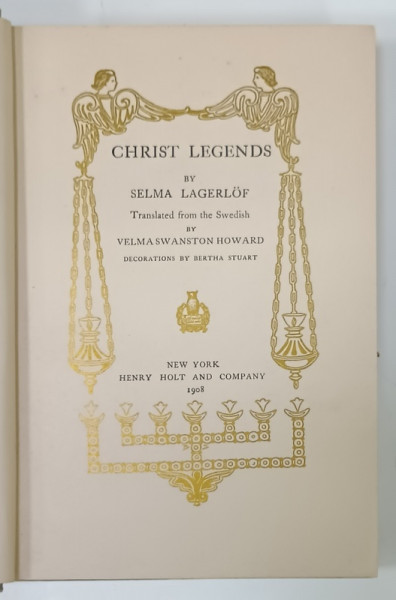 CHRIST LEGENDS
BY
SELMA LAGERLÖF
Translated from the Swedish
BY
VELMA SWANSTON HOWARD
DECORATIONS BY BERTHA STUART
NEW YORK
HENRY HOLT AND COMPANY
1908